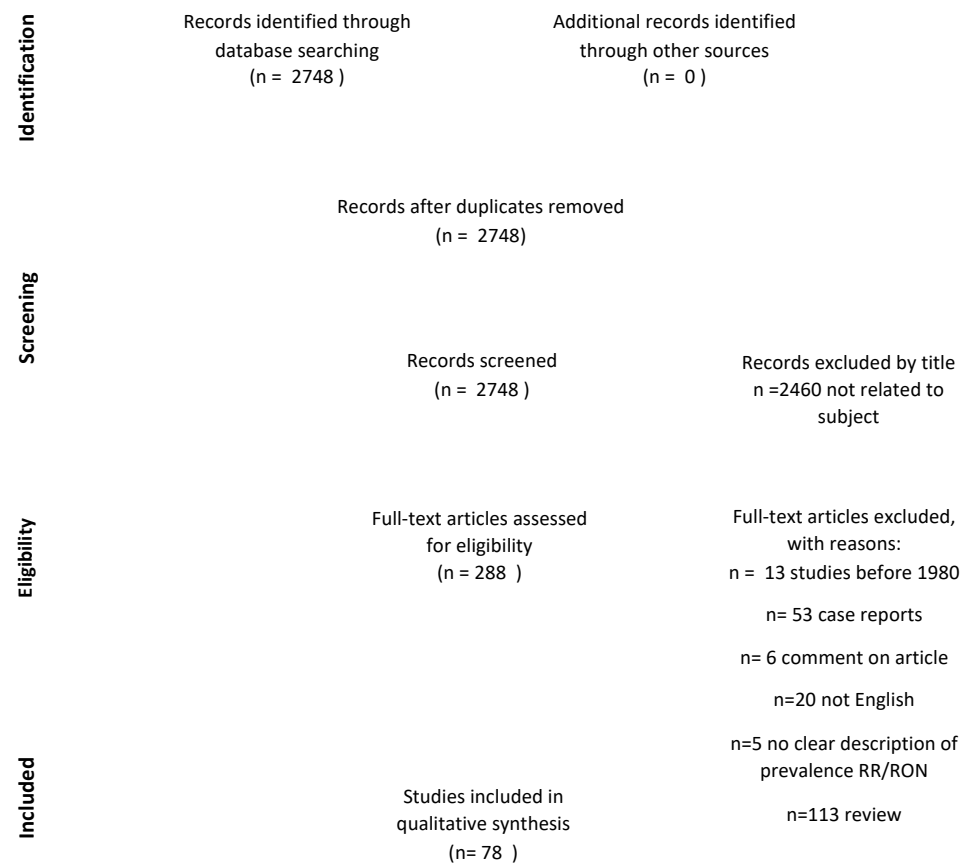 Identification
Records identified through
database searching
(n = 2748 )
Additional records identified
through other sources
(n = 0 )
Records after duplicates removed
(n = 2748)
Screening
Records screened
(n = 2748 )
Records excluded by title
n =2460 not related to
subject
Eligibility
Full-text articles assessed
for eligibility
(n = 288 )
Full-text articles excluded,
with reasons:
n = 13 studies before 1980
n= 53 case reports
n= 6 comment on article
n=20 not English
n=5 no clear description of
prevalence RR/RON
n=113 review
Included
Studies included in
qualitative synthesis
(n= 78 )